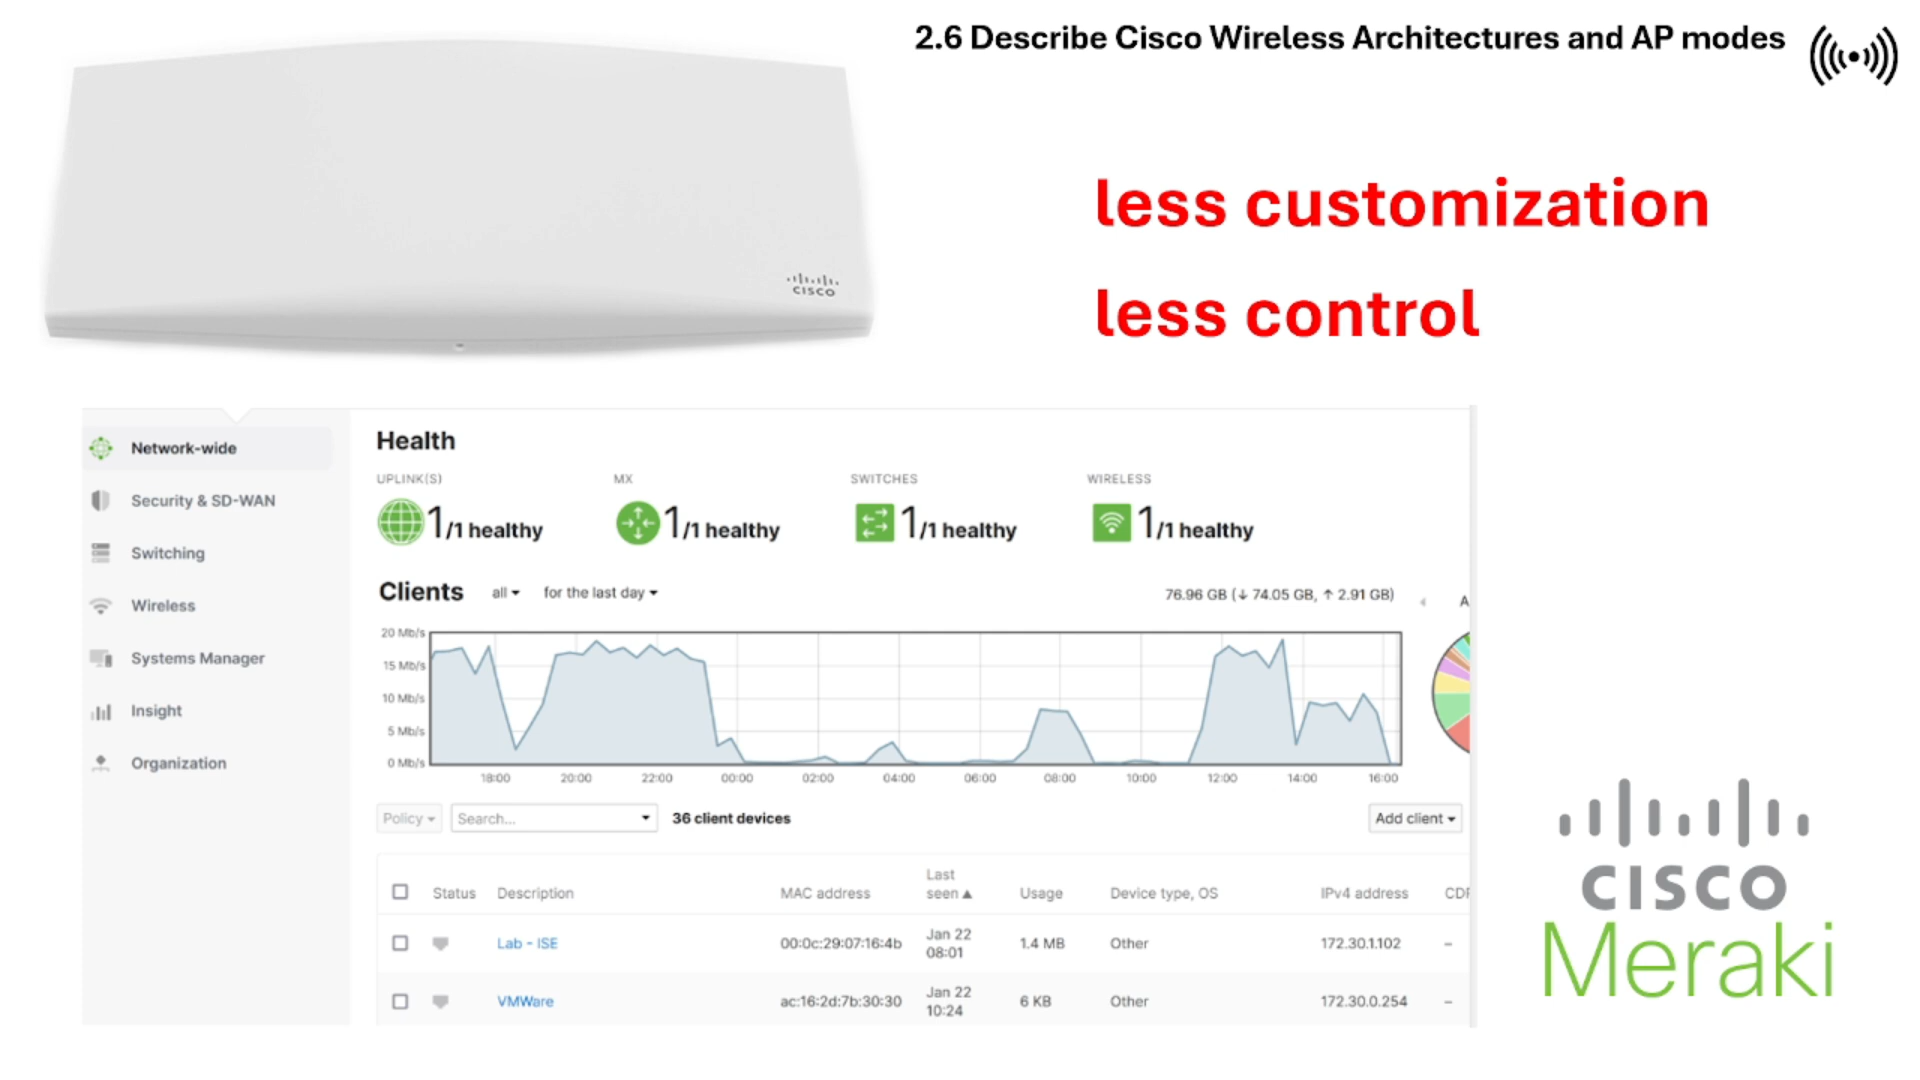 2.6 Describe Cisco Wireless Architectures and AP modes
CISCO
less customization
less control
Network-wide
Security & SD-WAN
Switching
Wireless
Systems Manager
Insight
Organization
Health
UPLINK(S) MX SWITCHES WIRELESS
1/1 healthy 1/1 healthy 1/1 healthy 1/1 healthy
Clients all for the last day 76.96 GB (↓ 74.05 GB, ↑ 2.91 GB) A
20 Mb/s
15 Mb/s
10 Mb/s
5 Mb/s
0 Mb/s
18:00 20:00 22:00 00:00 02:00 04:00 06:00 08:00 10:00 12:00 14:00 16:00
Policy Search... 36 client devices Add client
Status Description MAC address Last seen Usage Device type, OS IPv4 address CDP
Lab - ISE 00:0c:29:07:16:4b Jan 22 08:01 1.4 MB Other 172.30.1.102 –
VMWare ac:16:2d:7b:30:30 Jan 22 10:24 6 KB Other 172.30.0.254 –
CISCO
Meraki